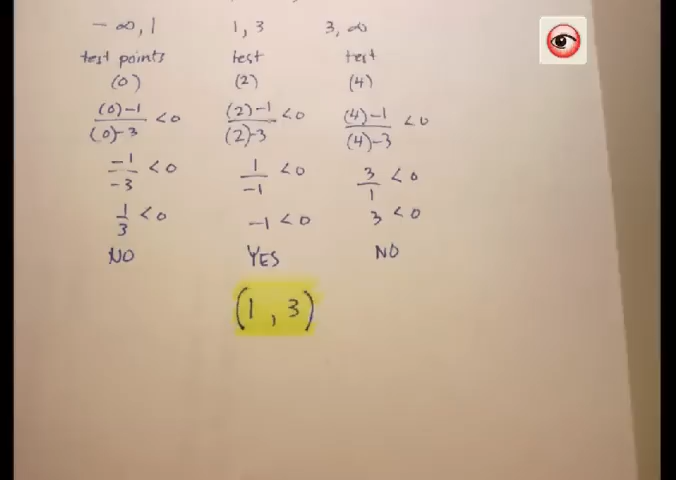 - ∞, 1 1, 3 3, ∞
test points test test
(0) (2) (4)
(0)-1/(0)-3 < 0 (2)-1/(2)-3 < 0 (4)-1/(4)-3 < 0
-1/-3 < 0 1/-1 < 0 3/1 < 0
1/3 < 0 -1 < 0 3 < 0
NO YES NO
(1, 3)